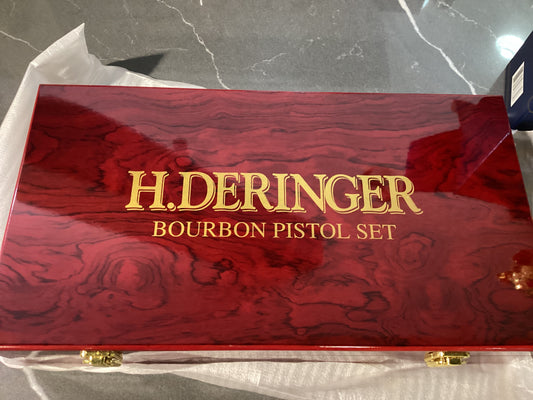 H.DERINGER
BOURBON PISTOL SET